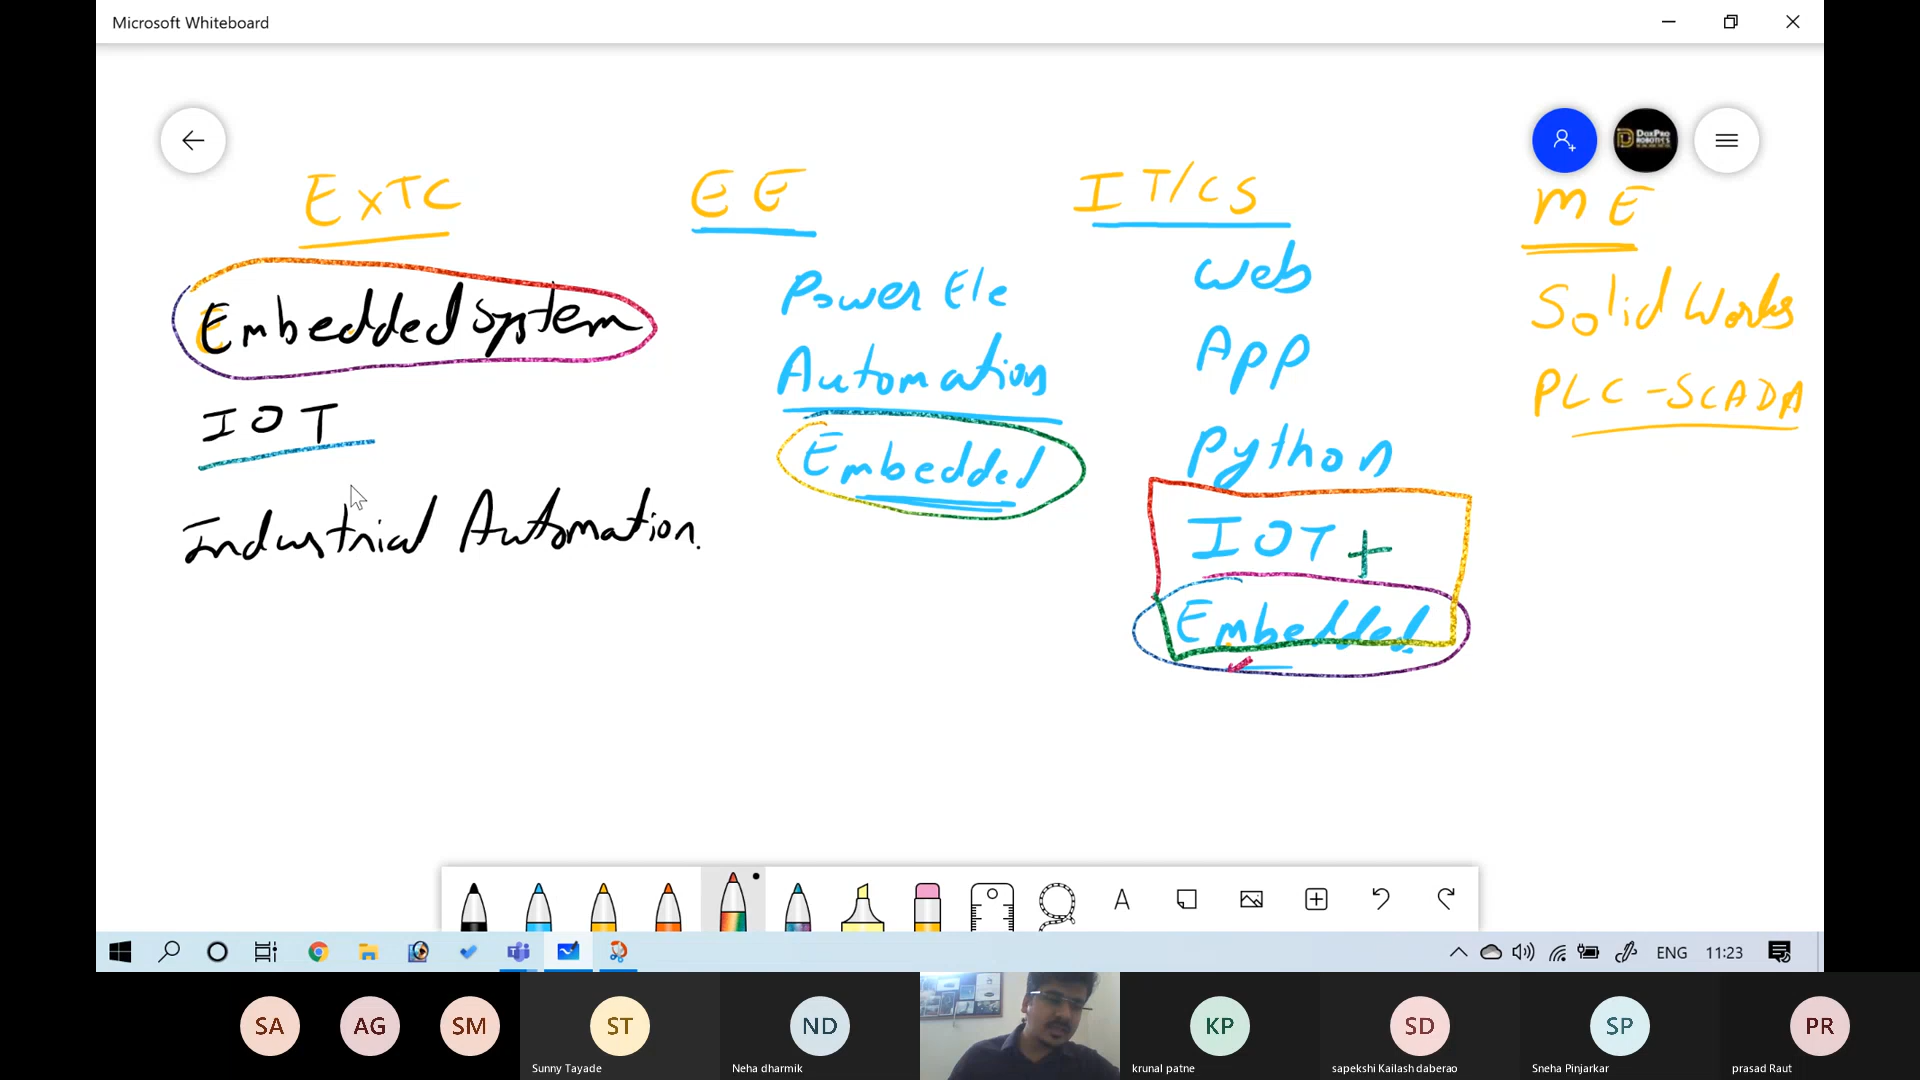 Microsoft Whiteboard
DoxPro
ROBOTICS
ExTC
Embedded System
IOT
Industrial Automation.
EE
Power Ele
Automation
Embedded
IT/CS
Web
App
Python
IOT +
Embedded
ME
Solid Works
PLC - SCADA
A
ENG
11:23
SA
AG
SM
ST
Sunny Tayade
ND
Neha dharmik
KP
krunal patne
SD
sapekshi Kailash daberao
SP
Sneha Pinjarkar
PR
prasad Raut